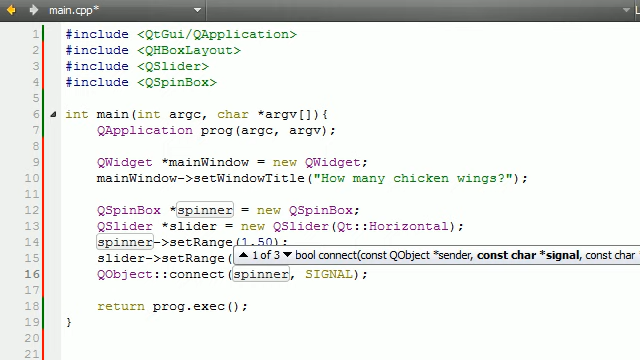 main.cpp*
1 #include <QtGui/QApplication>
2 #include <QHBoxLayout>
3 #include <QSlider>
4 #include <QSpinBox>
5
6 int main(int argc, char *argv[]){
7 QApplication prog(argc, argv);
8
9 QWidget *mainWindow = new QWidget;
10 mainWindow->setWindowTitle("How many chicken wings?");
11
12 QSpinBox *spinner = new QSpinBox;
13 QSlider *slider = new QSlider(Qt::Horizontal);
14 spinner->setRange(1,50);
15 slider->setRange( 1 of 3 bool connect(const QObject *sender, const char *signal, const char
16 QObject::connect(spinner, SIGNAL);
17
18 return prog.exec();
19 }
20
21